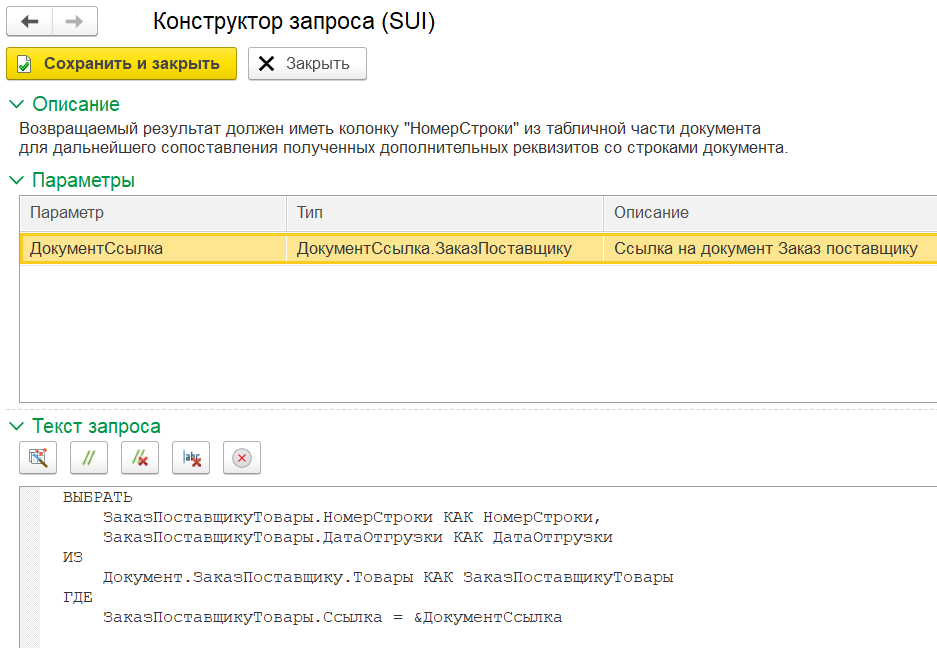 Конструктор запроса (SUI)
Сохранить и закрыть Закрыть
Описание
Возвращаемый результат должен иметь колонку "НомерСтроки" из табличной части документа
для дальнейшего сопоставления полученных дополнительных реквизитов со строками документа.
Параметры
Параметр Тип Описание
ДокументСсылка ДокументСсылка.ЗаказПоставщику Ссылка на документ Заказ поставщику
Текст запроса
// // abc
ВЫБРАТЬ
ЗаказПоставщикуТовары.НомерСтроки КАК НомерСтроки,
ЗаказПоставщикуТовары.ДатаОтгрузки КАК ДатаОтгрузки
ИЗ
Документ.ЗаказПоставщику.Товары КАК ЗаказПоставщикуТовары
ГДЕ
ЗаказПоставщикуТовары.Ссылка = &ДокументСсылка